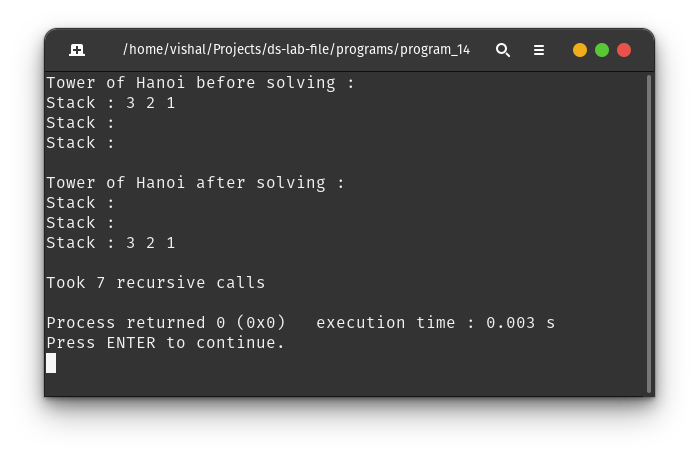 /home/vishal/Projects/ds-lab-file/programs/program_14
Tower of Hanoi before solving :
Stack : 3 2 1
Stack :
Stack :
Tower of Hanoi after solving :
Stack :
Stack :
Stack : 3 2 1
Took 7 recursive calls
Process returned 0 (0x0)   execution time : 0.003 s
Press ENTER to continue.